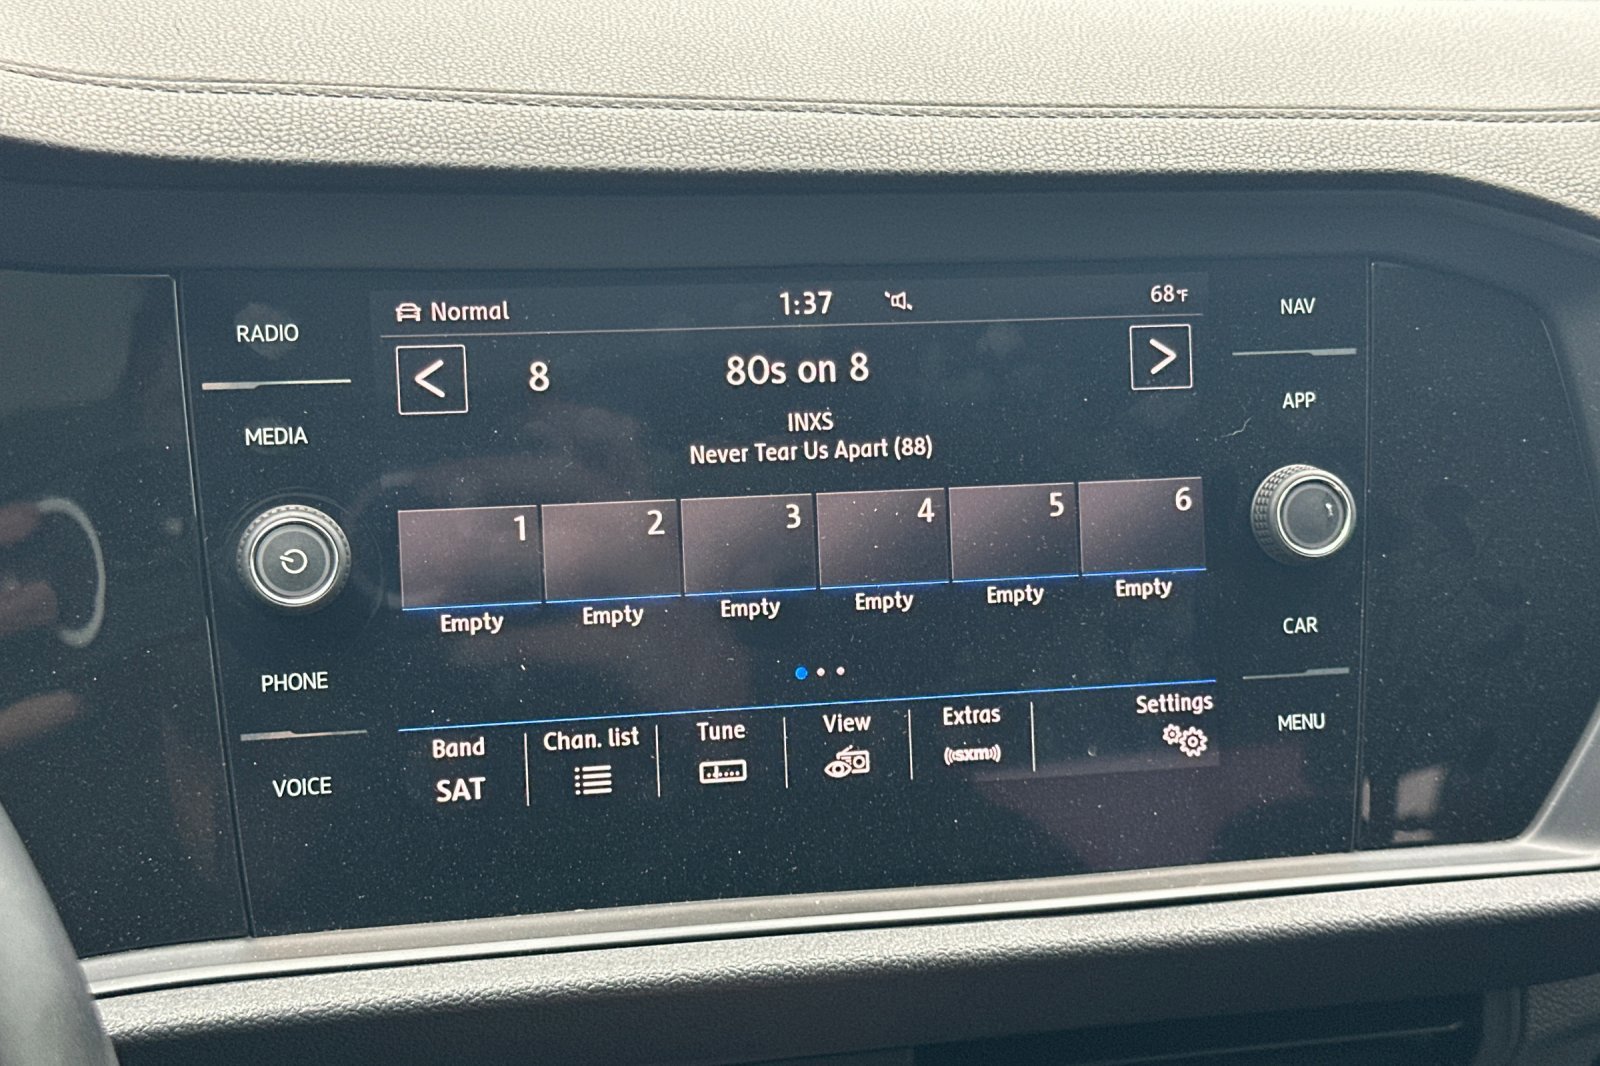 RADIO
MEDIA
PHONE
VOICE
Normal
1:37
68°F
8
80s on 8
INXS
Never Tear Us Apart (88)
1
2
3
4
5
6
Empty
Empty
Empty
Empty
Empty
Empty
Band
SAT
Chan. list
Tune
View
Extras
((sxm))
Settings
NAV
APP
CAR
MENU